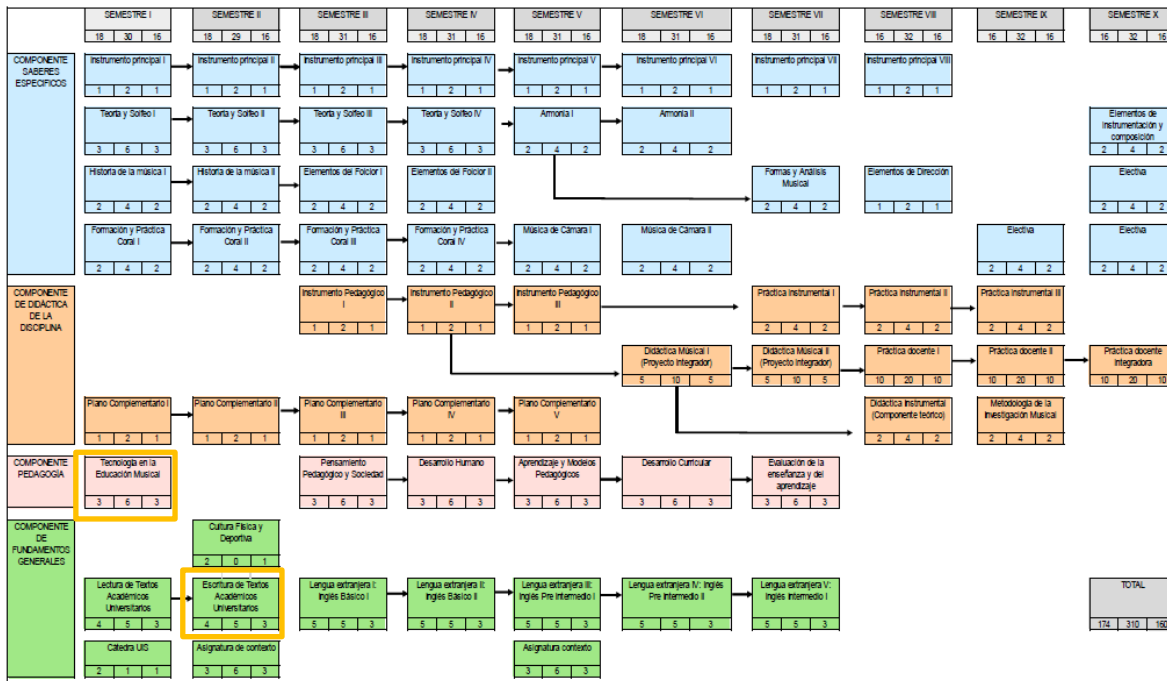 SEMESTRE I SEMESTRE II SEMESTRE III SEMESTRE IV SEMESTRE V SEMESTRE VI SEMESTRE VII SEMESTRE VIII SEMESTRE IX SEMESTRE X
18 30 16 18 29 16 18 31 16 18 31 16 18 31 16 18 31 16 16 31 16 16 32 16 16 32 16 16 32 16
COMPONENTE
SABERES
ESPECIFICOS
Instrumento principal I Instrumento principal II Instrumento principal III Instrumento principal IV Instrumento principal V Instrumento principal VI Instrumento principal VII Instrumento principal VIII
1 2 1 1 2 1 1 2 1 1 2 1 1 2 1 1 2 1 1 2 1 1 2 1
Teoría y Solfeo I Teoría y Solfeo II Teoría y Solfeo III Teoría y Solfeo IV Armonía I Armonía II Elementos de
instrumentación y
composición
3 6 3 3 6 3 3 6 3 3 6 3 2 4 2 2 4 2 2 4 2
Historia de la música I Historia de la música II Elementos del Folclor I Elementos del Folclor II Formas y Análisis
Musical
Elementos de Dirección Electiva
2 4 2 2 4 2 2 4 2 2 4 2 2 4 2 1 2 1 2 4 2
Formación y Práctica
Coral I
Formación y Práctica
Coral II
Formación y Práctica
Coral III
Formación y Práctica
Coral IV
Música de Cámara I Música de Cámara II Electiva Electiva
2 4 2 2 4 2 2 4 2 2 4 2 2 4 2 2 4 2 2 4 2 2 4 2
COMPONENTE
DE DIDÁCTICA
DE LA
DISCIPLINA
Instrumento Pedagógico
I
Instrumento Pedagógico
II
Instrumento Pedagógico
III
Práctica Instrumental I Práctica Instrumental II Práctica Instrumental III
1 2 1 1 2 1 1 2 1 2 4 2 2 4 2 2 4 2
Didáctica Músical I
(Proyecto Integrador)
Didáctica Músical II
(Proyecto Integrador)
Práctica docente I Práctica docente II Práctica docente
Integradora
5 10 5 5 10 5 10 20 10 10 20 10 10 20 10
Piano Complementario I Piano Complementario II Piano Complementario
III
Piano Complementario
IV
Piano Complementario
V
Didáctica Instrumental
(Componente teórico)
Metodología de la
Investigación Musical
1 2 1 1 2 1 1 2 1 1 2 1 1 2 1 2 4 2 2 4 2
COMPONENTE
PEDAGOGÍA
Tecnología en la
Educación Musical
Pensamiento
Pedagógico y Sociedad
Desarrollo Humano Aprendizaje y Modelos
Pedagógicos
Desarrollo Curricular Evaluación de la
enseñanza y del
aprendizaje
3 6 3 3 6 3 3 6 3 3 6 3 3 6 3 3 6 3
COMPONENTE
DE
FUNDAMENTOS
GENERALES
Cultura Física y
Deportiva
2 0 1
Lectura de Textos
Académicos
Universitarios
Escritura de Textos
Académicos
Universitarios
Lengua extranjera I:
Inglés Básico I
Lengua extranjera II:
Inglés Básico II
Lengua extranjera III:
Inglés Pre Intermedio I
Lengua extranjera IV: Inglés
Pre Intermedio II
Lengua extranjera V:
Inglés Intermedio I
TOTAL
4 5 3 4 5 3 5 5 3 5 5 3 5 5 3 5 5 3 5 5 3 174 310 160
Cátedra UIS Asignatura de contexto Asignatura contexto
2 1 1 3 6 3 3 6 3